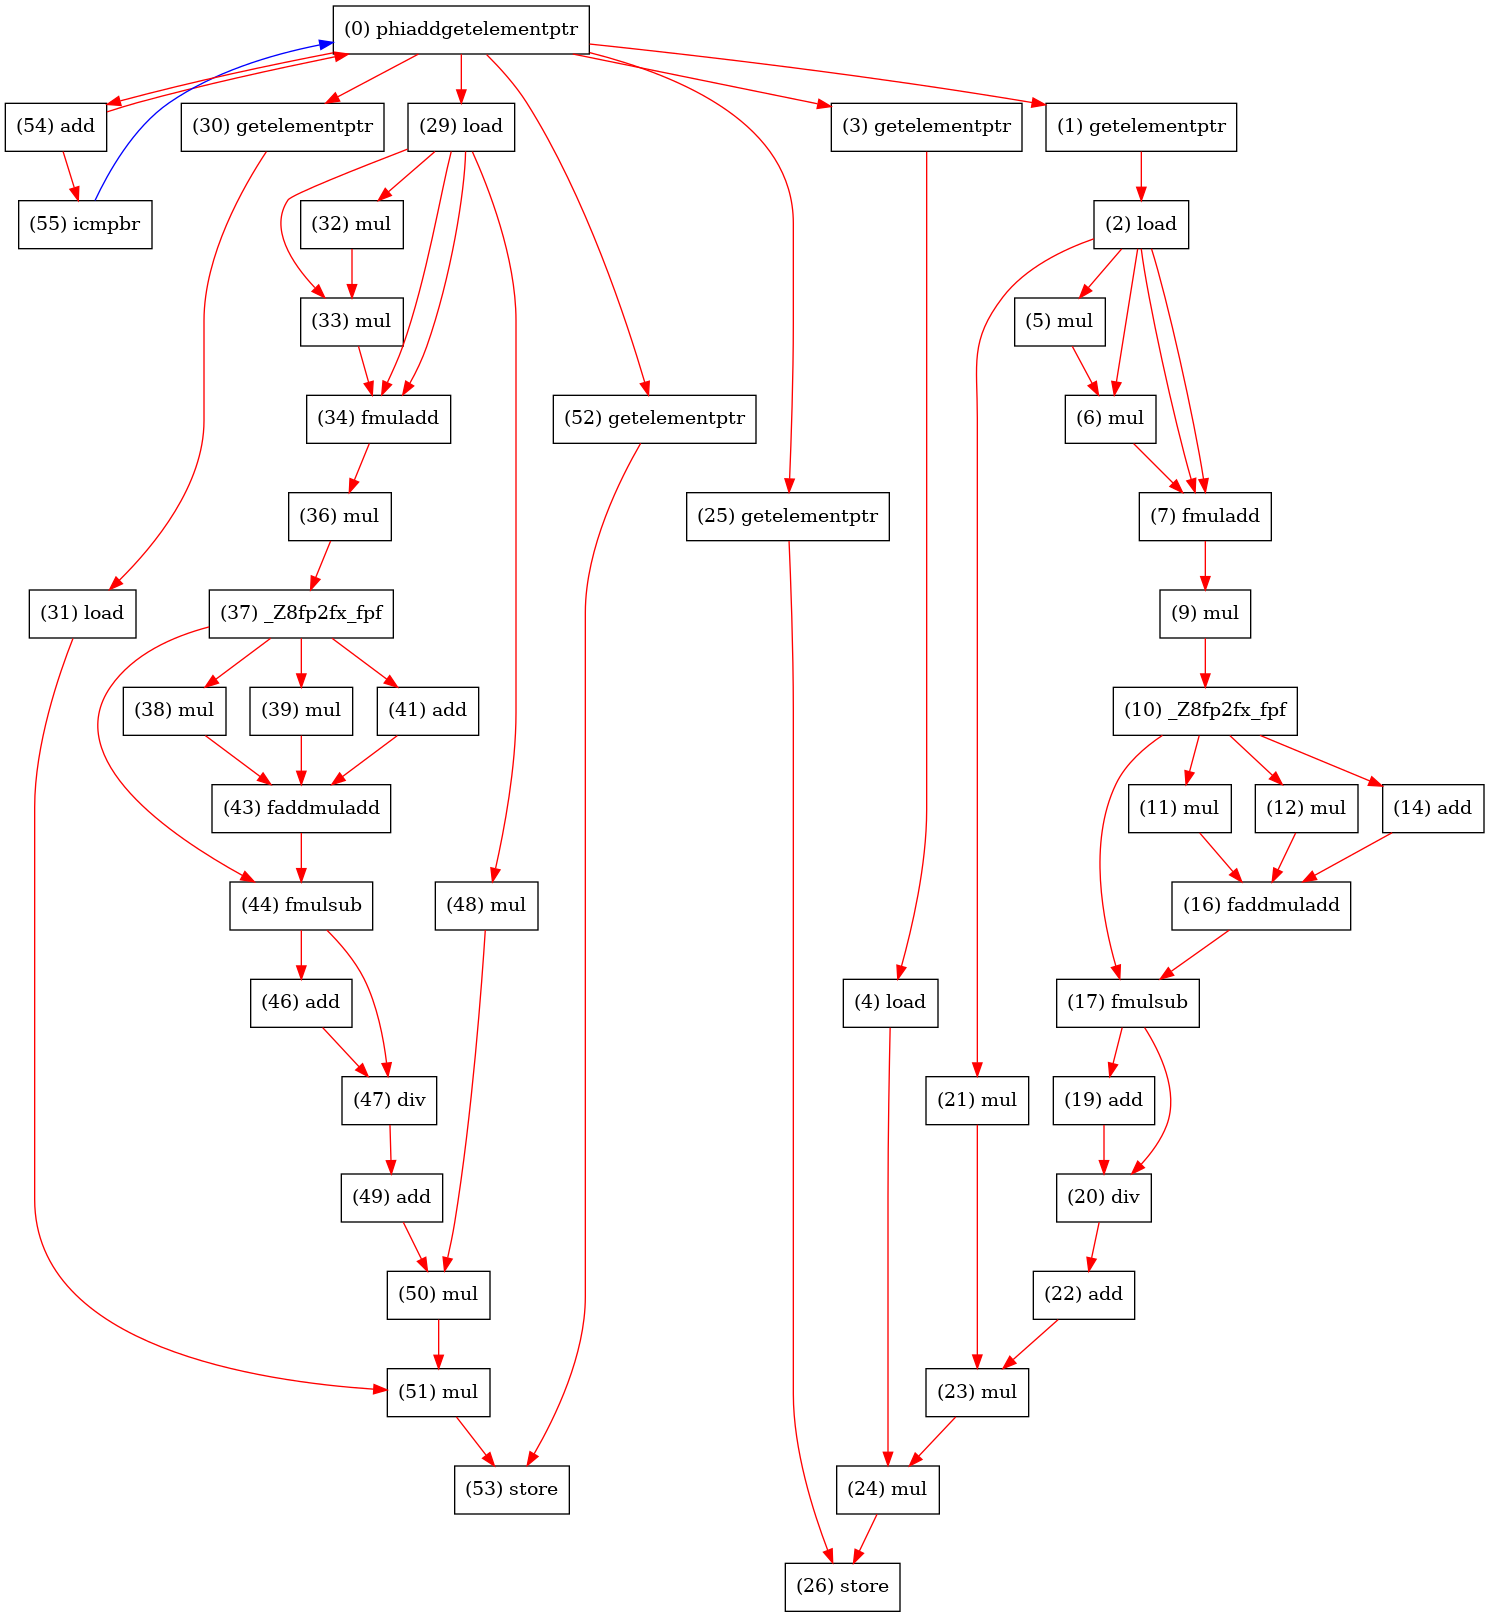 (0) phiaddgetelementptr
(54) add
(30) getelementptr
(29) load
(3) getelementptr
(1) getelementptr
(55) icmpbr
(32) mul
(2) load
(33) mul
(5) mul
(34) fmuladd
(52) getelementptr
(6) mul
(36) mul
(25) getelementptr
(7) fmuladd
(31) load
(37) _Z8fp2fx_fpf
(9) mul
(38) mul
(39) mul
(41) add
(10) _Z8fp2fx_fpf
(43) faddmuladd
(11) mul
(12) mul
(14) add
(44) fmulsub
(48) mul
(16) faddmuladd
(46) add
(4) load
(17) fmulsub
(47) div
(21) mul
(19) add
(49) add
(20) div
(50) mul
(22) add
(51) mul
(23) mul
(53) store
(24) mul
(26) store